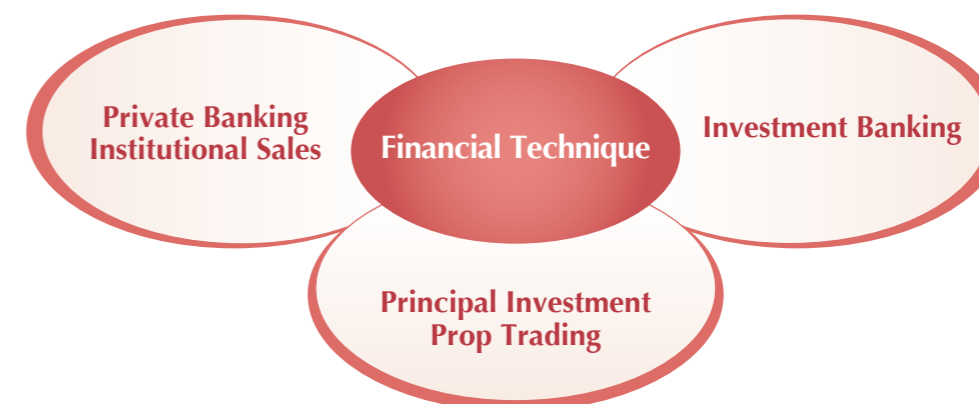 Private Banking
Institutional Sales
Financial Technique
Investment Banking
Principal Investment
Prop Trading